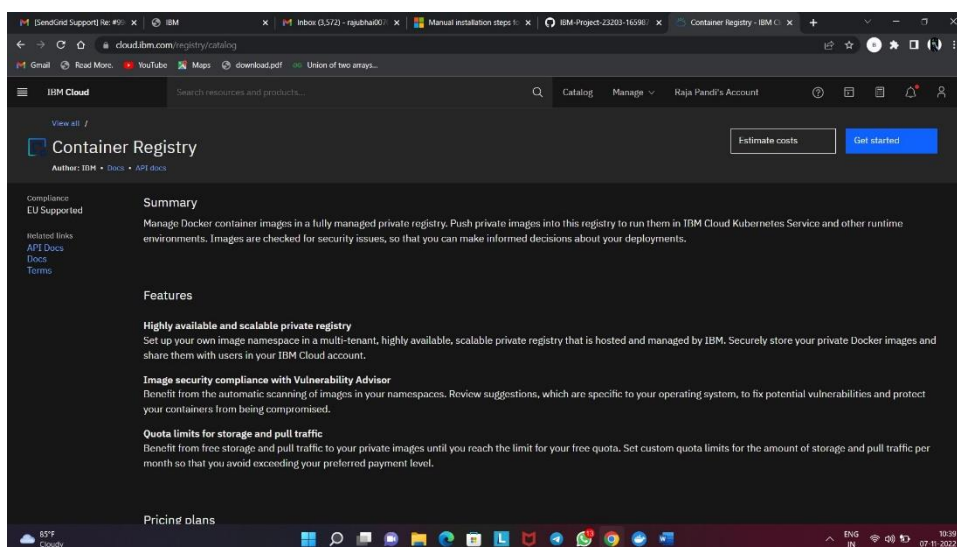 [SendGrid Support] Re: #99
IBM
Inbox (3,572) - rajubhai007
Manual installation steps fo
IBM-Project-23203-165987
Container Registry - IBM Cl
cloud.ibm.com/registry/catalog
Gmail
Read More.
YouTube
Maps
download.pdf
Union of two arrays...
IBM Cloud
Search resources and products...
Catalog
Manage
Raja Pandi's Account
View all /
Container Registry
Author: IBM • Docs • API docs
Estimate costs
Get started
Compliance
EU Supported
Related links
API Docs
Docs
Terms
Summary
Manage Docker container images in a fully managed private registry. Push private images into this registry to run them in IBM Cloud Kubernetes Service and other runtime
environments. Images are checked for security issues, so that you can make informed decisions about your deployments.
Features
Highly available and scalable private registry
Set up your own image namespace in a multi-tenant, highly available, scalable private registry that is hosted and managed by IBM. Securely store your private Docker images and
share them with users in your IBM Cloud account.
Image security compliance with Vulnerability Advisor
Benefit from the automatic scanning of images in your namespaces. Review suggestions, which are specific to your operating system, to fix potential vulnerabilities and protect
your containers from being compromised.
Quota limits for storage and pull traffic
Benefit from free storage and pull traffic to your private images until you reach the limit for your free quota. Set custom quota limits for the amount of storage and pull traffic per
month so that you avoid exceeding your preferred payment level.
Pricing plans
85°F
Cloudy
ENG
IN
10:39
07-11-2022